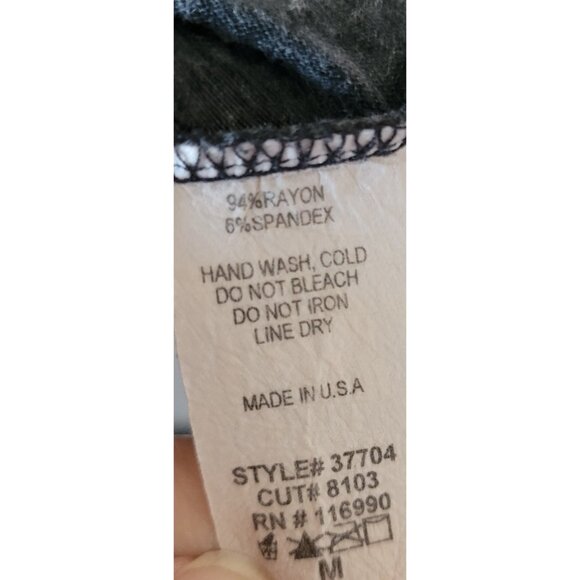 94%RAYON
6%SPANDEX
HAND WASH, COLD
DO NOT BLEACH
DO NOT IRON
LINE DRY
MADE IN U.S.A
STYLE# 37704
CUT# 8103
RN # 116990
M